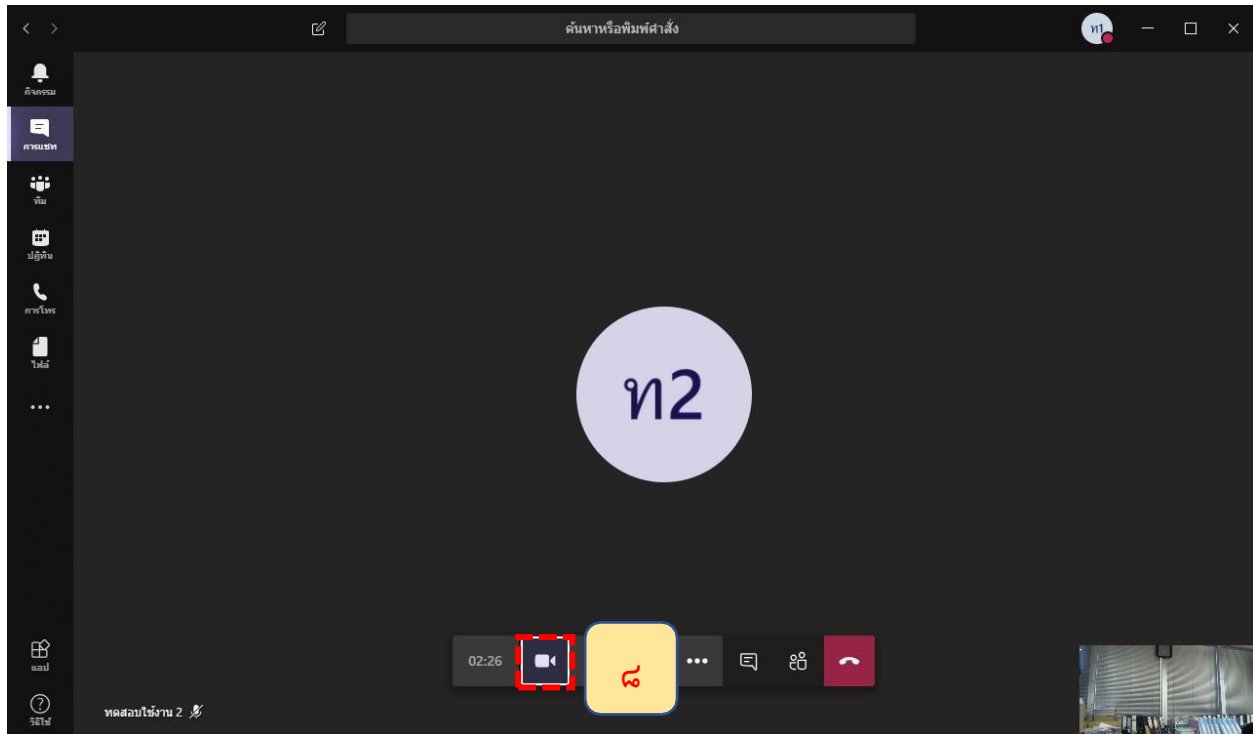 ค้นหาหรือพิมพ์คำสั่ง
ท1
กิจกรรม
การแชท
ทีม
ปฏิทิน
การโทร
ไฟล์
ท2
02:26
๘
แอป
วิธีใช้
ทดสอบใช้งาน 2